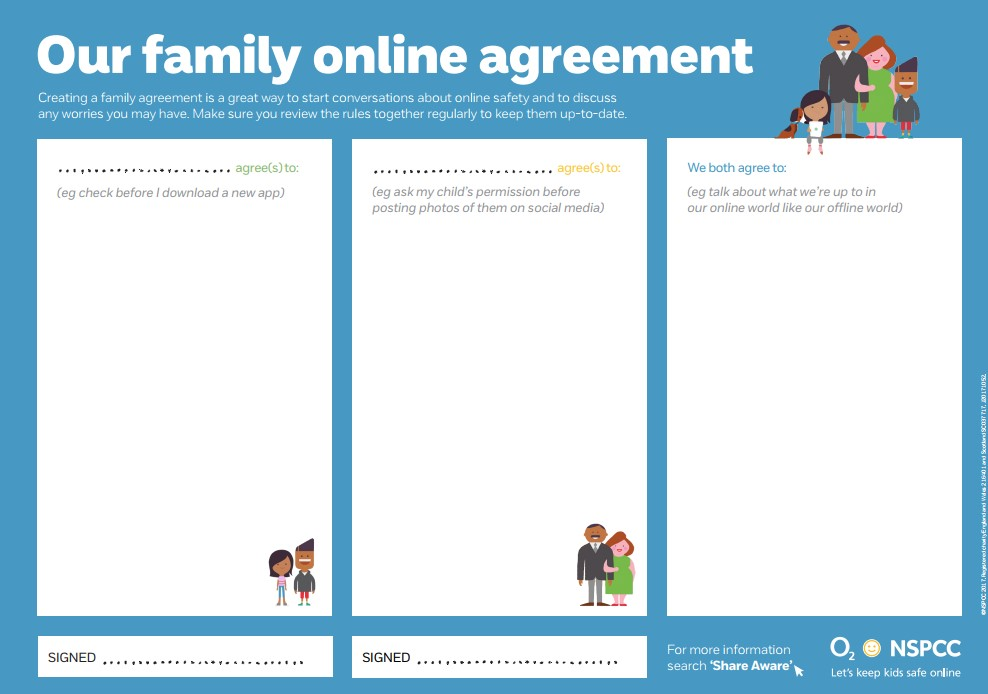 Our family online agreement
Creating a family agreement is a great way to start conversations about online safety and to discuss
any worries you may have. Make sure you review the rules together regularly to keep them up-to-date.
agree(s) to:
(eg check before I download a new app)
agree(s) to:
(eg ask my child's permission before
posting photos of them on social media)
We both agree to:
(eg talk about what we're up to in
our online world like our offline world)
SIGNED
SIGNED
For more information
search 'Share Aware'
O2 NSPCC
Let's keep kids safe online
©NSPCC 2017. Registered charity England and Wales 216401 and Scotland SC037717.